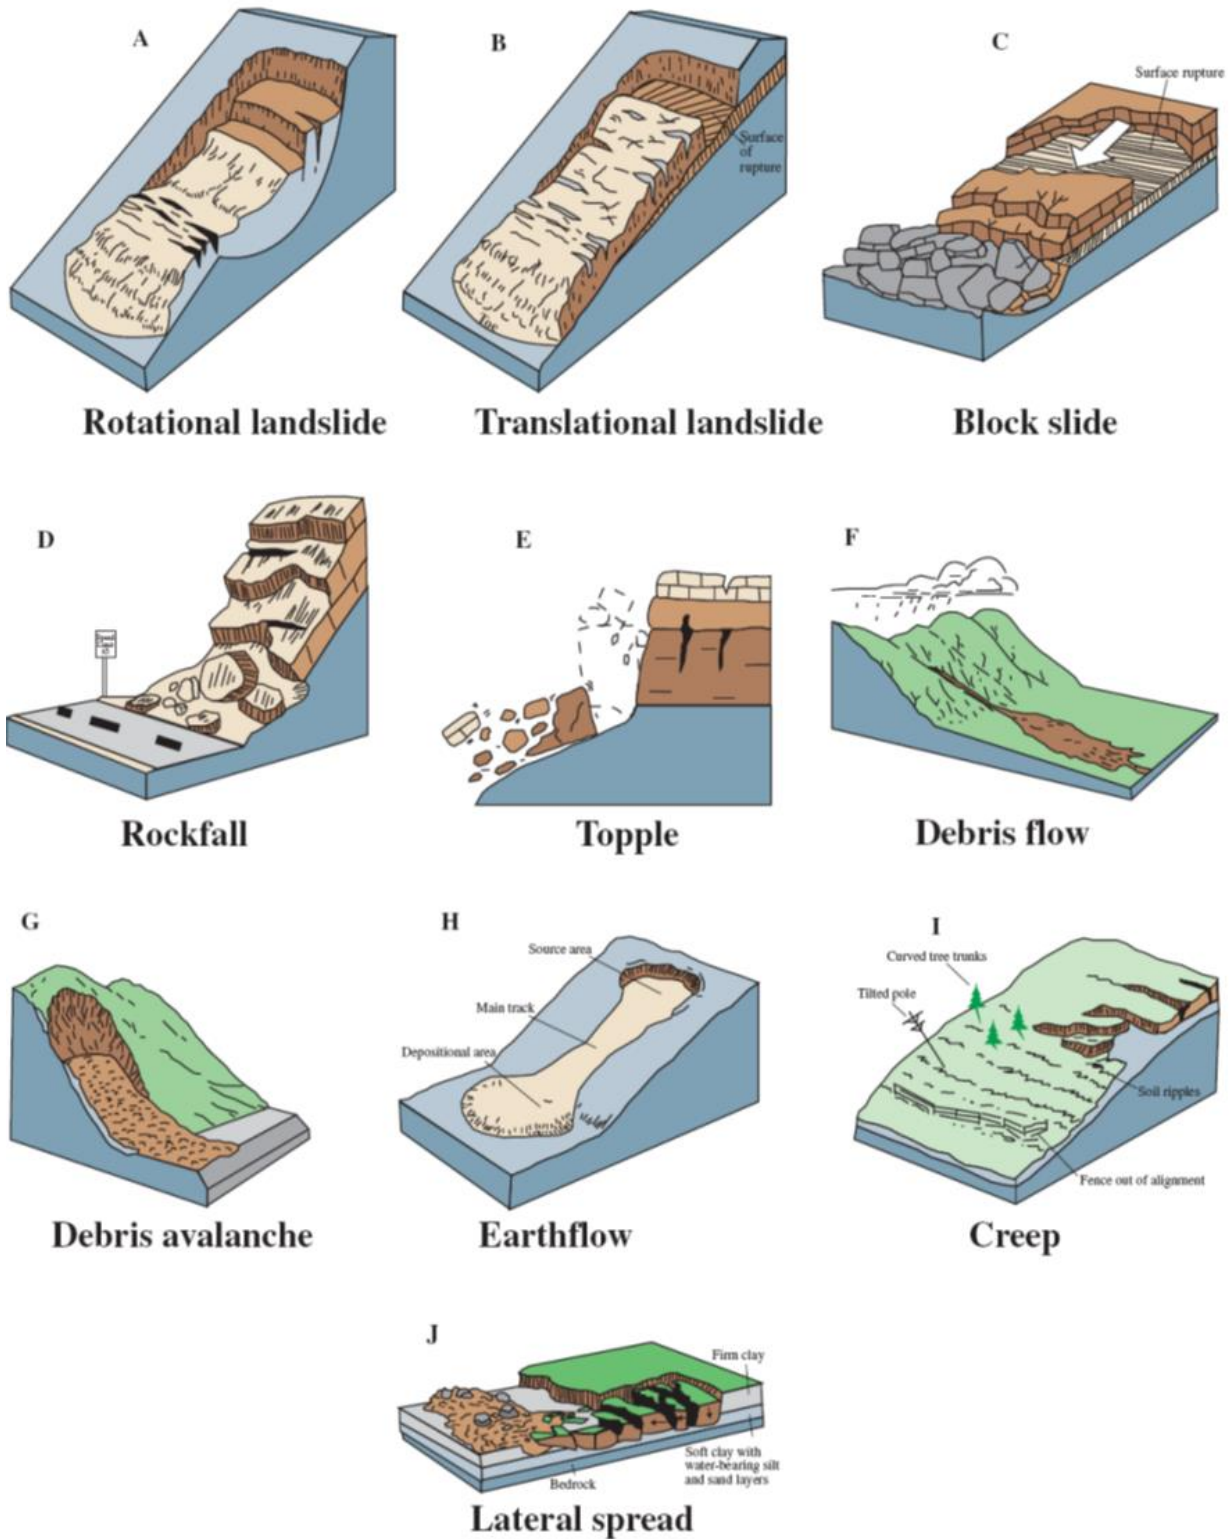 A
B
C
Surface rupture
Surface
of
rupture
Toe
Rotational landslide
Translational landslide
Block slide
D
E
F
Rockfall
Topple
Debris flow
G
H
I
Source area
Main track
Depositional area
Curved tree trunks
Tilted pole
Soil ripples
Fence out of alignment
Debris avalanche
Earthflow
Creep
J
Firm clay
Soft clay with
water-bearing silt
and sand layers
Bedrock
Lateral spread